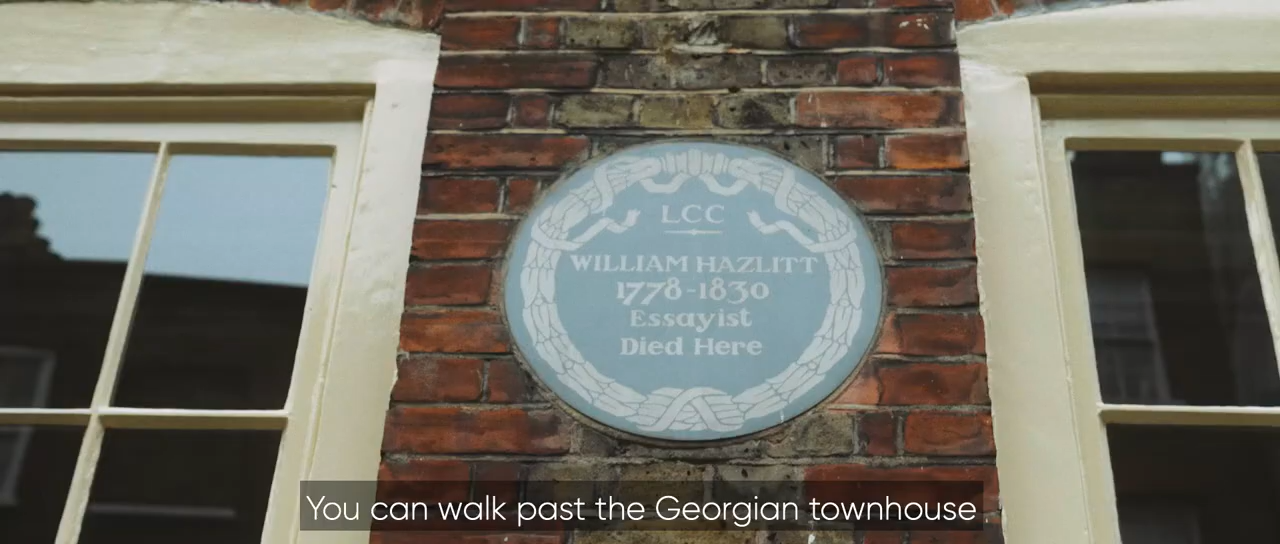 LCC
WILLIAM HAZLITT
1778-1830
Essayist
Died Here
You can walk past the Georgian townhouse